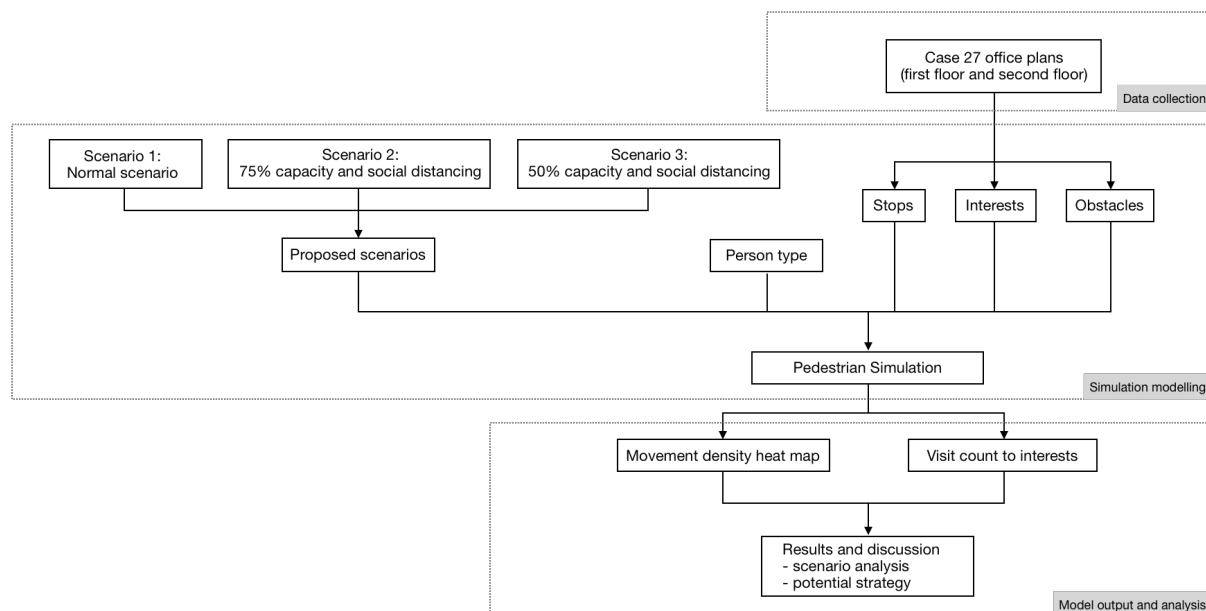 Case 27 office plans
(first floor and second floor)
Data collection
Scenario 1:
Normal scenario
Scenario 2:
75% capacity and social distancing
Scenario 3:
50% capacity and social distancing
Stops
Interests
Obstacles
Proposed scenarios
Person type
Pedestrian Simulation
Simulation modelling
Movement density heat map
Visit count to interests
Results and discussion
- scenario analysis
- potential strategy
Model output and analysis